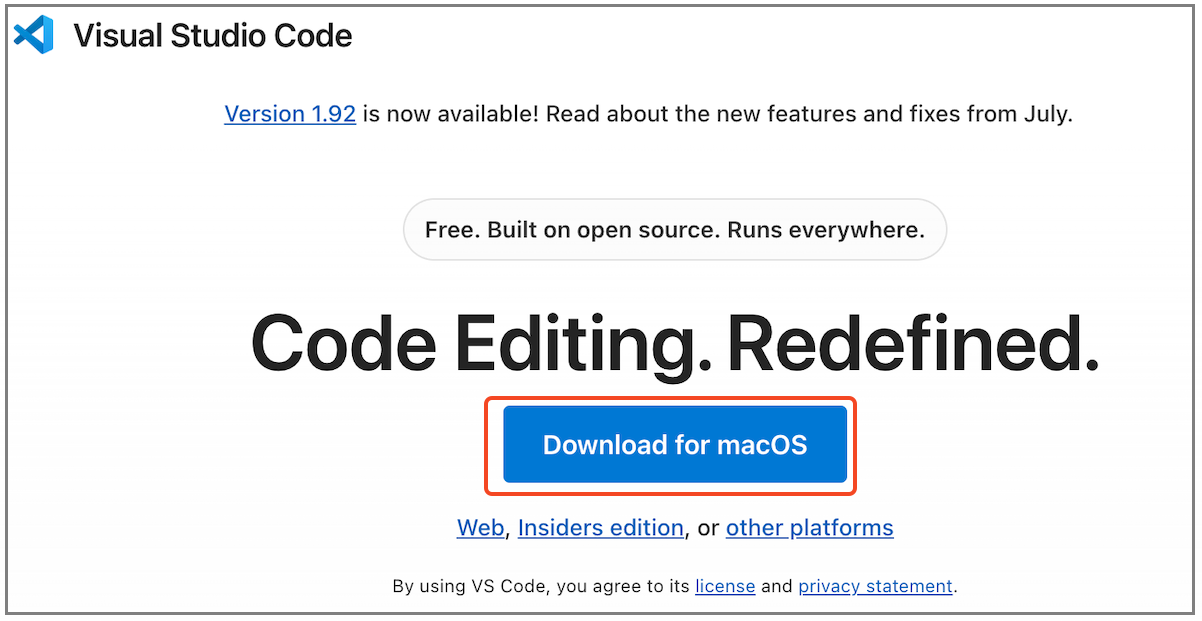 Visual Studio Code
Version 1.92 is now available! Read about the new features and fixes from July.
Free. Built on open source. Runs everywhere.
Code Editing. Redefined.
Download for macOS
Web, Insiders edition, or other platforms
By using VS Code, you agree to its license and privacy statement.